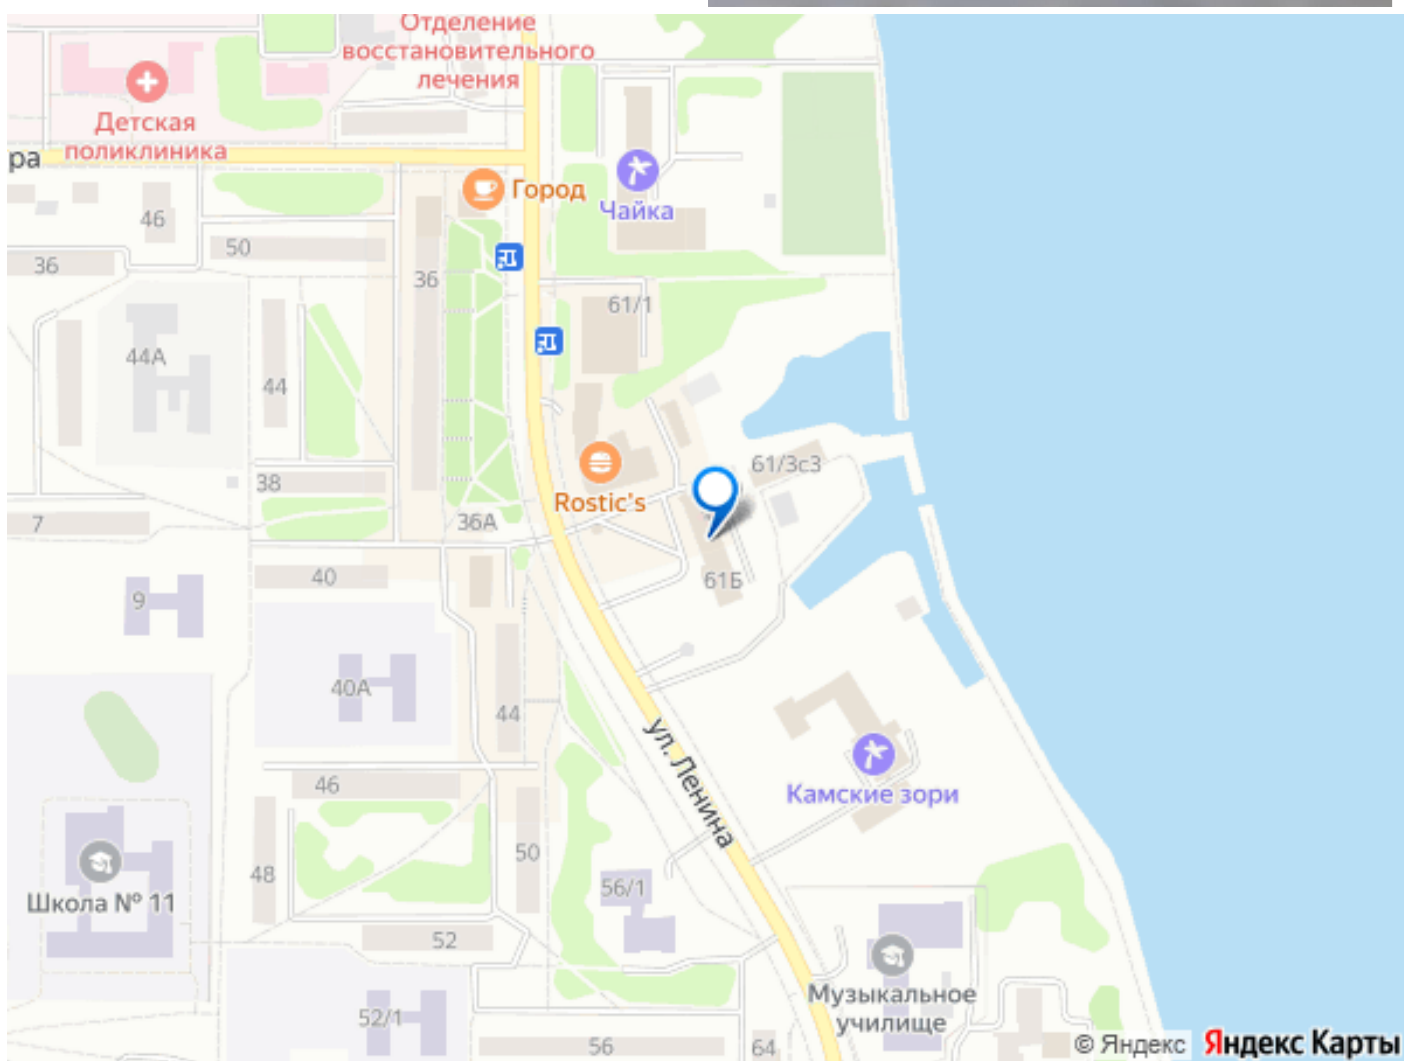 Отделение
восстановительного
лечения
Детская
поликлиника
ра
Город
Чайка
46
50
36
36
61/1
44А
44
38
7
36А
Rostic's
61/3с3
61Б
40
9
40А
44
ул. Ленина
Камские зори
46
48
50
Школа № 11
56/1
52
Музыкальное
училище
52/1
56
64
© Яндекс Яндекс Карты